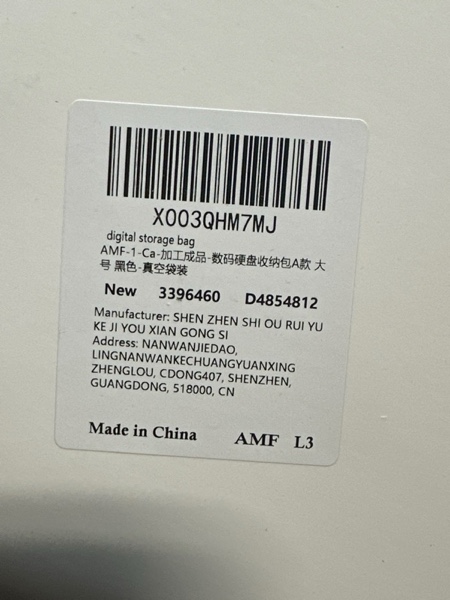 X003QHM7MJ
digital storage bag
AMF-1-Ca-加工成品-数码硬盘收纳包A款 大
号 黑色-真空袋装
New 3396460 D4854812
Manufacturer: SHEN ZHEN SHI OU RUI YU
KE JI YOU XIAN GONG SI
Address: NANWANJIEDAO,
LINGNANWANKECHUANGYUANXING
ZHENGLOU, CDONG407, SHENZHEN,
GUANGDONG, 518000, CN
Made in China AMF L3